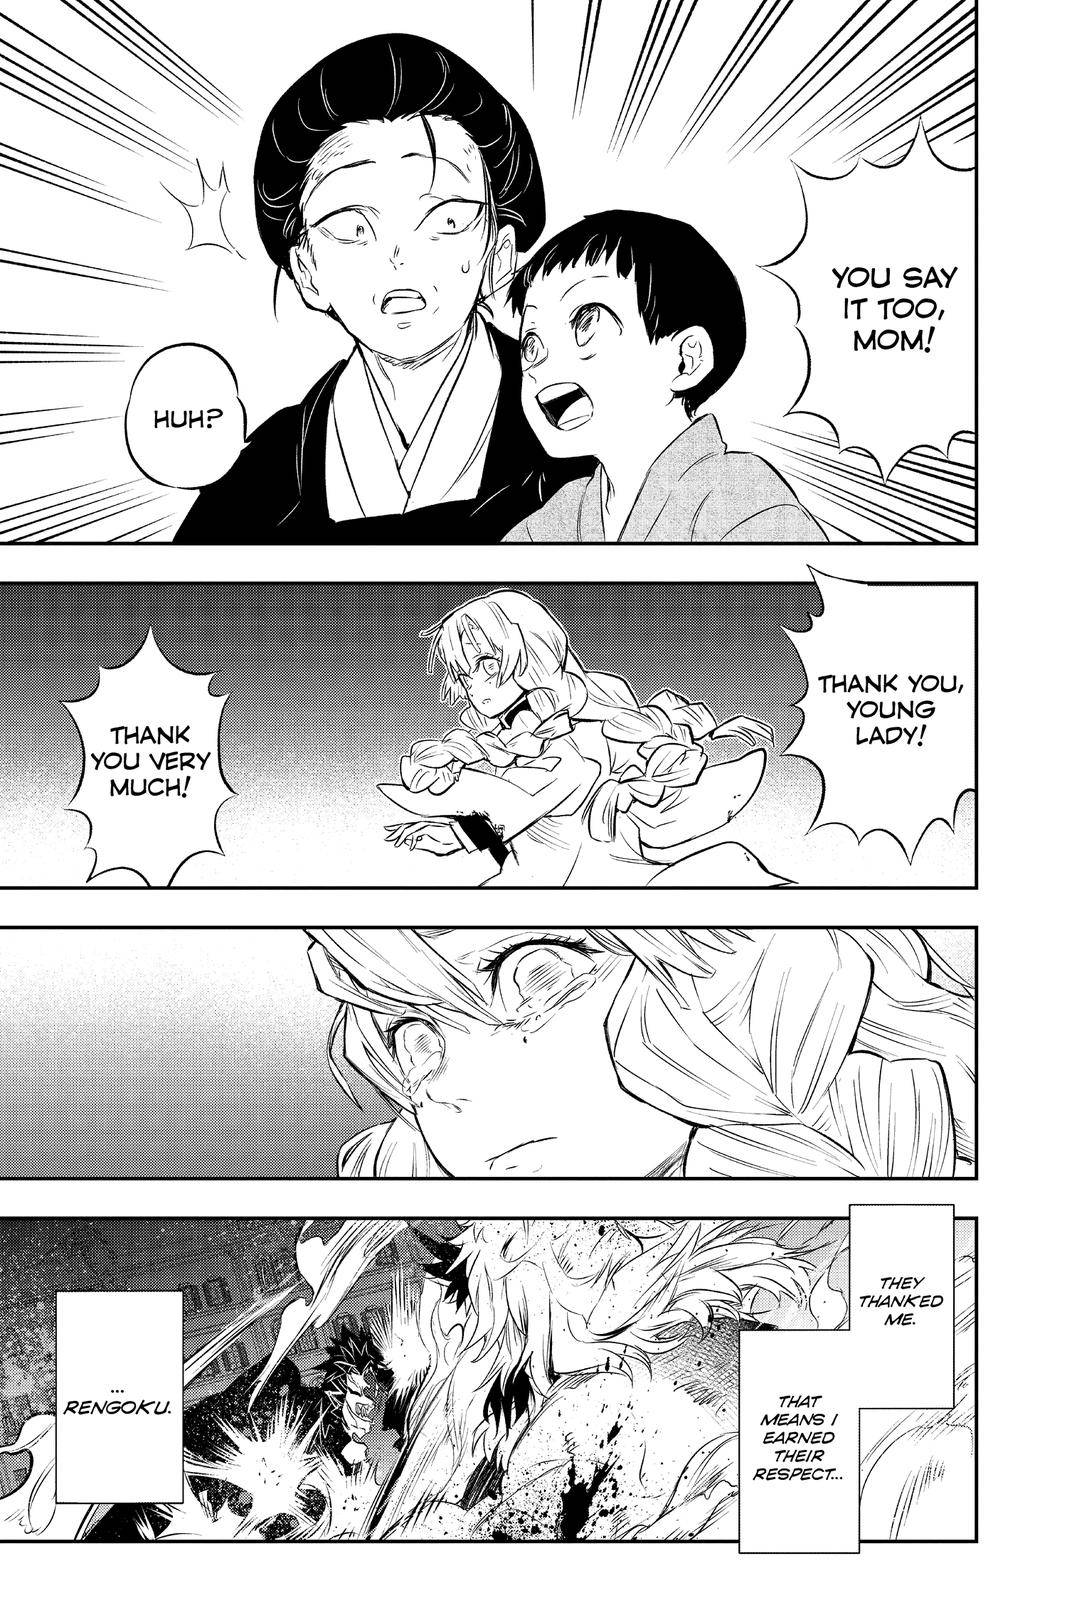 YOU SAY
IT TOO,
MOM!
HUH?
THANK YOU,
YOUNG
LADY!
THANK
YOU VERY
MUCH!
THEY
THANKED
ME.
THAT
MEANS I
EARNED
THEIR
RESPECT...
...
RENGOKU.